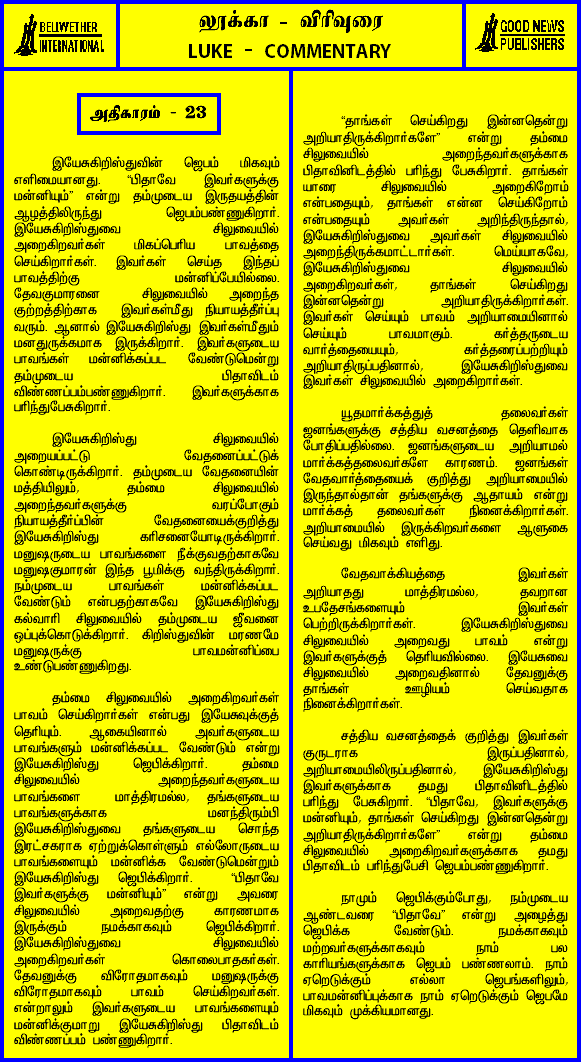 BELIWETHER
INTERNATIONAL
லூக்கா - விரிவுரை
LUKE - COMMENTARY
GOOD NEWS
PUBLISHERS
அதிகாரம் - 23
இயேசுகிறிஸ்துவின் ஜெபம் மிகவும்
எளிமையானது. "பிதாவே இவர்களுக்கு
மன்னியும்" என்று தம்முடைய இருதயத்தின்
ஆழத்திலிருந்து ஜெபம்பண்ணுகிறார்.
இயேசுகிறிஸ்துவை சிலுவையில்
அறைகிறவர்கள் மிகப்பெரிய பாவத்தை
செய்கிறார்கள். இவர்கள் செய்த இந்தப்
பாவத்திற்கு மன்னிப்பேயில்லை.
தேவகுமாரனை சிலுவையில் அறைந்த
குற்றத்திற்காக இவர்கள்மீது நியாயத்தீர்ப்பு
வரும். ஆனால் இயேசுகிறிஸ்து இவர்கள்மீதும்
மனதுருக்கமாக இருக்கிறார். இவர்களுடைய
பாவங்கள் மன்னிக்கப்பட வேண்டுமென்று
தம்முடைய பிதாவிடம்
விண்ணப்பம்பண்ணுகிறார். இவர்களுக்காக
பரிந்துபேசுகிறார்.
இயேசுகிறிஸ்து சிலுவையில்
அறையப்பட்டு வேதனைப்பட்டுக்
கொண்டிருக்கிறார். தம்முடைய வேதனையின்
மத்தியிலும், தம்மை சிலுவையில்
அறைந்தவர்களுக்கு வரப்போகும்
நியாயத்தீர்ப்பின் வேதனையைக்குறித்து
இயேசுகிறிஸ்து கரிசனையோடிருக்கிறார்.
மனுஷருடைய பாவங்களை நீக்குவதற்காகவே
மனுஷகுமாரன் இந்த பூமிக்கு வந்திருக்கிறார்.
நம்முடைய பாவங்கள் மன்னிக்கப்பட
வேண்டும் என்பதற்காகவே இயேசுகிறிஸ்து
கல்வாரி சிலுவையில் தம்முடைய ஜீவனை
ஒப்புக்கொடுக்கிறார். கிறிஸ்துவின் மரணமே
மனுஷருக்கு பாவமன்னிப்பை
உண்டுபண்ணுகிறது.
தம்மை சிலுவையில் அறைகிறவர்கள்
பாவம் செய்கிறார்கள் என்பது இயேசுவுக்குத்
தெரியும். ஆகையினால் அவர்களுடைய
பாவங்களும் மன்னிக்கப்பட வேண்டும் என்று
இயேசுகிறிஸ்து ஜெபிக்கிறார். தம்மை
சிலுவையில் அறைந்தவர்களுடைய
பாவங்களை மாத்திரமல்ல, தங்களுடைய
பாவங்களுக்காக மனந்திரும்பி
இயேசுகிறிஸ்துவை தங்களுடைய சொந்த
இரட்சகராக ஏற்றுக்கொள்ளும் எல்லோருடைய
பாவங்களையும் மன்னிக்க வேண்டுமென்றும்
இயேசுகிறிஸ்து ஜெபிக்கிறார். "பிதாவே
இவர்களுக்கு மன்னியும்" என்று அவரை
சிலுவையில் அறைவதற்கு காரணமாக
இருக்கும் நமக்காகவும் ஜெபிக்கிறார்.
இயேசுகிறிஸ்துவை சிலுவையில்
அறைகிறவர்கள் கொலைபாதகர்கள்.
தேவனுக்கு விரோதமாகவும் மனுஷருக்கு
விரோதமாகவும் பாவம் செய்கிறவர்கள்.
என்றாலும் இவர்களுடைய பாவங்களையும்
மன்னிக்குமாறு இயேசுகிறிஸ்து பிதாவிடம்
விண்ணப்பம் பண்ணுகிறார்.
"தாங்கள் செய்கிறது இன்னதென்று
அறியாதிருக்கிறார்களே" என்று தம்மை
சிலுவையில் அறைந்தவர்களுக்காக
பிதாவினிடத்தில் பரிந்து பேசுகிறார். தாங்கள்
யாரை சிலுவையில் அறைகிறோம்
என்பதையும், தாங்கள் என்ன செய்கிறோம்
என்பதையும் அவர்கள் அறிந்திருந்தால்,
இயேசுகிறிஸ்துவை அவர்கள் சிலுவையில்
அறைந்திருக்கமாட்டார்கள். மெய்யாகவே,
இயேசுகிறிஸ்துவை சிலுவையில்
அறைகிறவர்கள், தாங்கள் செய்கிறது
இன்னதென்று அறியாதிருக்கிறார்கள்.
இவர்கள் செய்யும் பாவம் அறியாமையினால்
செய்யும் பாவமாகும். கர்த்தருடைய
வார்த்தையையும், கர்த்தரைப்பற்றியும்
அறியாதிருப்பதினால், இயேசுகிறிஸ்துவை
இவர்கள் சிலுவையில் அறைகிறார்கள்.
யூதமார்க்கத்துத் தலைவர்கள்
ஜனங்களுக்கு சத்திய வசனத்தை தெளிவாக
போதிப்பதில்லை. ஜனங்களுடைய அறியாமல்
மார்க்கத்தலைவர்களே காரணம். ஜனங்கள்
வேதவார்த்தையைக் குறித்து அறியாமையில்
இருந்தால்தான் தங்களுக்கு ஆதாயம் என்று
மார்க்கத் தலைவர்கள் நினைக்கிறார்கள்.
அறியாமையில் இருக்கிறவர்களை ஆளுகை
செய்வது மிகவும் எளிது.
வேதவாக்கியத்தை இவர்கள்
அறியாதது மாத்திரமல்ல, தவறான
உபதேசங்களையும் இவர்கள்
பெற்றிருக்கிறார்கள். இயேசுகிறிஸ்துவை
சிலுவையில் அறைவது பாவம் என்று
இவர்களுக்குத் தெரியவில்லை. இயேசுவை
சிலுவையில் அறைவதினால் தேவனுக்கு
தாங்கள் ஊழியம் செய்வதாக
நினைக்கிறார்கள்.
சத்திய வசனத்தைக் குறித்து இவர்கள்
குருடராக இருப்பதினால்,
அறியாமையிலிருப்பதினால், இயேசுகிறிஸ்து
இவர்களுக்காக தமது பிதாவினிடத்தில்
பரிந்து பேசுகிறார். "பிதாவே, இவர்களுக்கு
மன்னியும், தாங்கள் செய்கிறது இன்னதென்று
அறியாதிருக்கிறார்களே" என்று தம்மை
சிலுவையில் அறைகிறவர்களுக்காக தமது
பிதாவிடம் பரிந்துபேசி ஜெபம்பண்ணுகிறார்.
நாமும் ஜெபிக்கும்போது, நம்முடைய
ஆண்டவரை "பிதாவே" என்று அழைத்து
ஜெபிக்க வேண்டும். நமக்காகவும்
மற்றவர்களுக்காகவும் நாம் பல
காரியங்களுக்காக ஜெபம் பண்ணலாம். நாம்
ஏறெடுக்கும் எல்லா ஜெபங்களிலும்,
பாவமன்னிப்புக்காக நாம் ஏறெடுக்கும் ஜெபமே
மிகவும் முக்கியமானது.